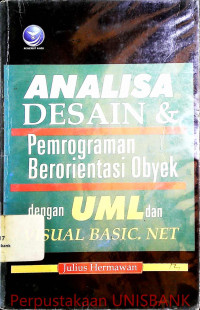 ANALISA
DESAIN &
Pemrograman
Berorientasi Obyek
dengan UML dan
VISUAL BASIC. NET
Julius Hermawan
Perpustakaan UNISBANK